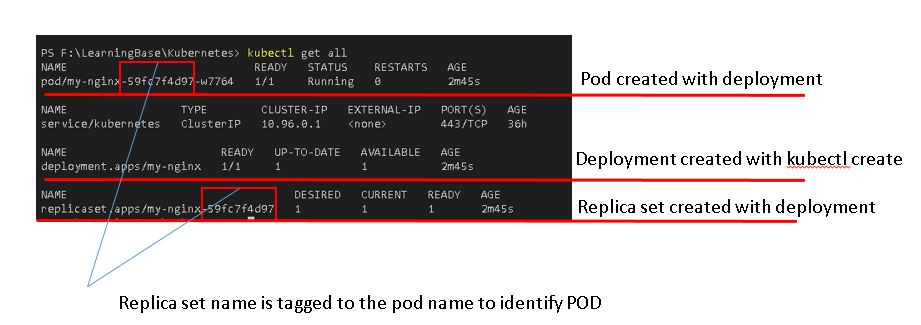 PS F:\LearningBase\Kubernetes> kubectl get all
NAME READY STATUS RESTARTS AGE
pod/my-nginx-59fc7f4d97-w7764 1/1 Running 0 2m45s
Pod created with deployment
NAME TYPE CLUSTER-IP EXTERNAL-IP PORT(S) AGE
service/kubernetes ClusterIP 10.96.0.1 <none> 443/TCP 36h
NAME READY UP-TO-DATE AVAILABLE AGE
deployment.apps/my-nginx 1/1 1 1 2m45s
Deployment created with kubectl create
NAME DESIRED CURRENT READY AGE
replicaset.apps/my-nginx-59fc7f4d97 1 1 1 2m45s
Replica set created with deployment
Replica set name is tagged to the pod name to identify POD